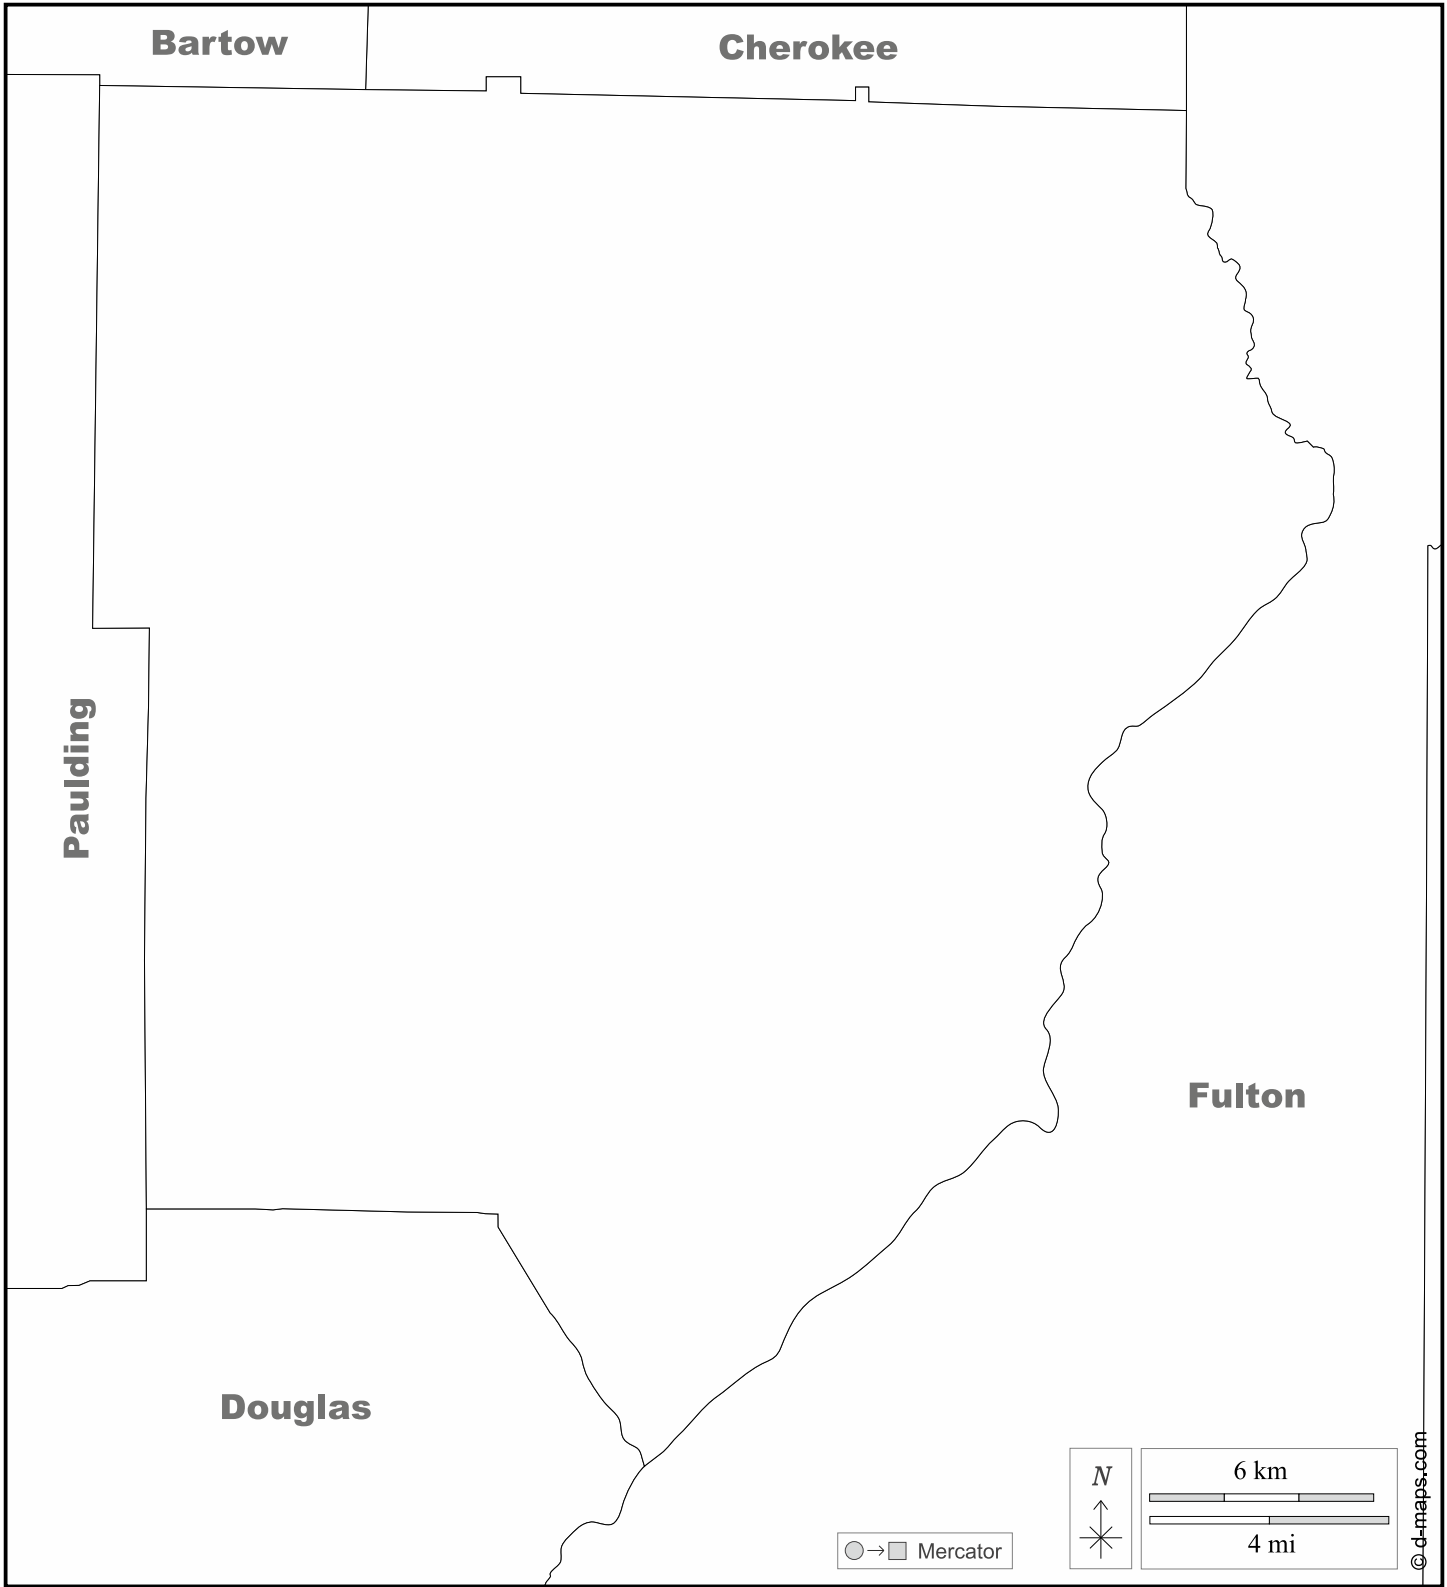 Bartow
Cherokee
Paulding
Fulton
Douglas
N
6 km
4 mi
Mercator
© d-maps.com